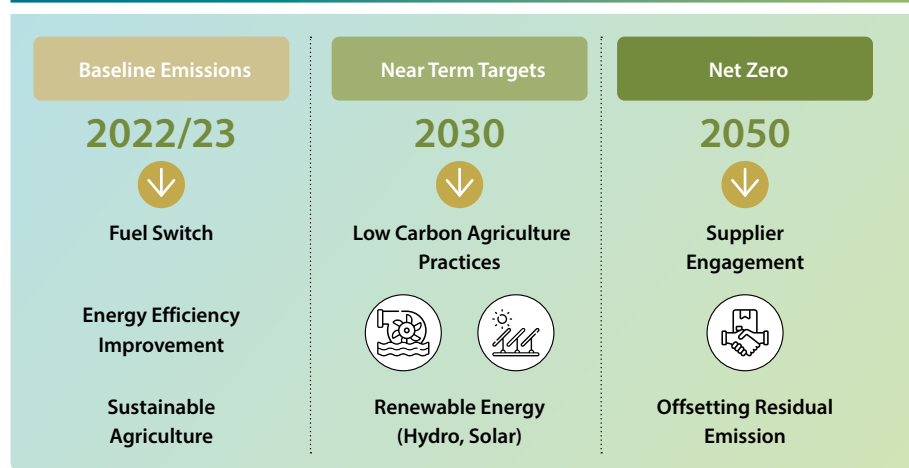 Baseline Emissions
2022/23
Fuel Switch
Energy Efficiency
Improvement
Sustainable
Agriculture
Near Term Targets
2030
Low Carbon Agriculture
Practices
Renewable Energy
(Hydro, Solar)
Net Zero
2050
Supplier
Engagement
Offsetting Residual
Emission